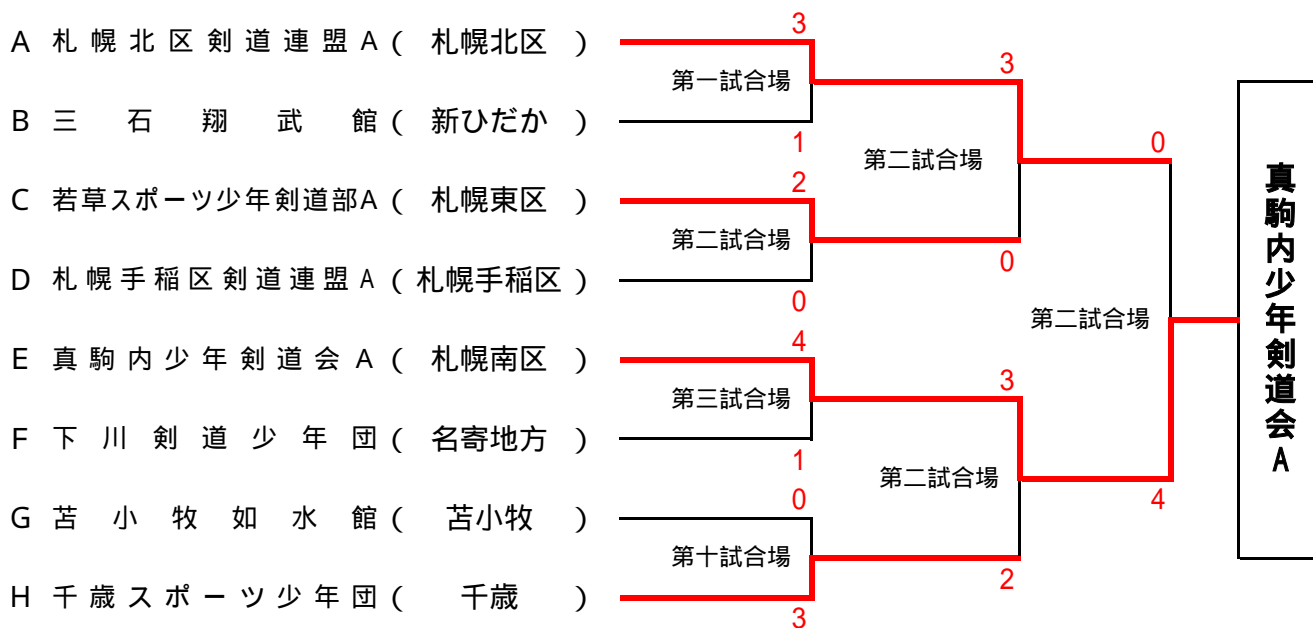 A 札幌北区剣道連盟A ( 札幌北区 )
3
第一試合場
3
B 三石翔武館 ( 新ひだか )
1
第二試合場
0
C 若草スポーツ少年剣道部A ( 札幌東区 )
2
第二試合場
0
D 札幌手稲区剣道連盟A ( 札幌手稲区 )
0
第二試合場
E 真駒内少年剣道会A ( 札幌南区 )
4
第三試合場
3
F 下川剣道少年団 ( 名寄地方 )
1
第二試合場
4
G 苫小牧如水館 ( 苫小牧 )
0
第十試合場
2
H 千歳スポーツ少年団 ( 千歳 )
3
真駒内少年剣道会A